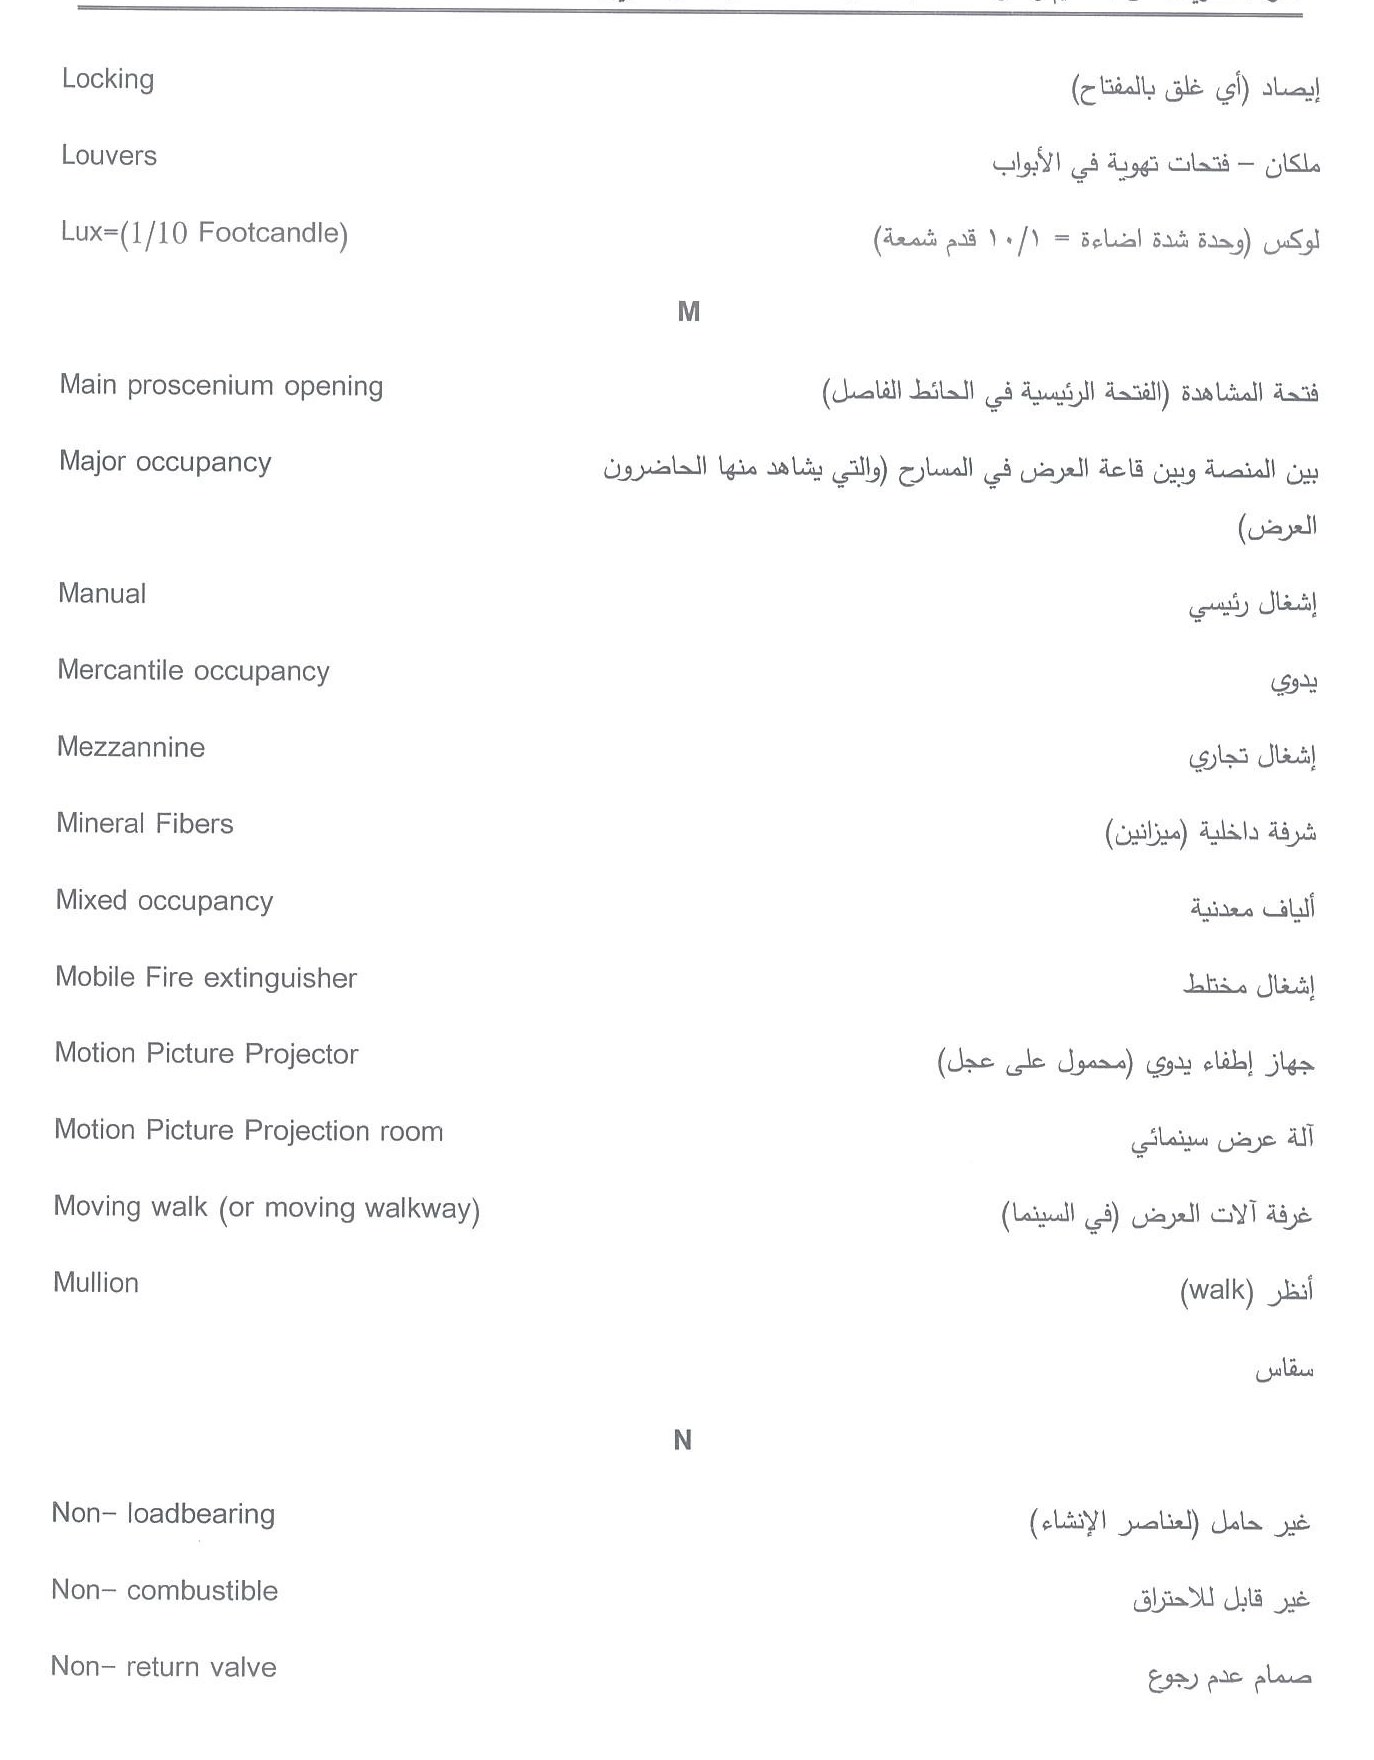 Locking إيصاد (أي غلق بالمفتاح)
Louvers ملكان – فتحات تهوية في الأبواب
Lux=(1/10 Footcandle) لوكس (وحدة شدة اضاءة = ١٠/١ قدم شمعة)
M
Main proscenium opening فتحة المشاهدة (الفتحة الرئيسية في الحائط الفاصل)
Major occupancy بين المنصة وبين قاعة العرض في المسارح (والتي يشاهد منها الحاضرون
العرض)
Manual إشغال رئيسي
Mercantile occupancy يدوي
Mezzannine إشغال تجاري
Mineral Fibers شرفة داخلية (ميزانين)
Mixed occupancy ألياف معدنية
Mobile Fire extinguisher إشغال مختلط
Motion Picture Projector جهاز إطفاء يدوي (محمول على عجل)
Motion Picture Projection room آلة عرض سينمائي
Moving walk (or moving walkway) غرفة آلات العرض (في السينما)
Mullion أنظر (walk)
سقاس
N
Non– loadbearing غير حامل (لعناصر الإنشاء)
Non– combustible غير قابل للاحتراق
Non– return valve صمام عدم رجوع